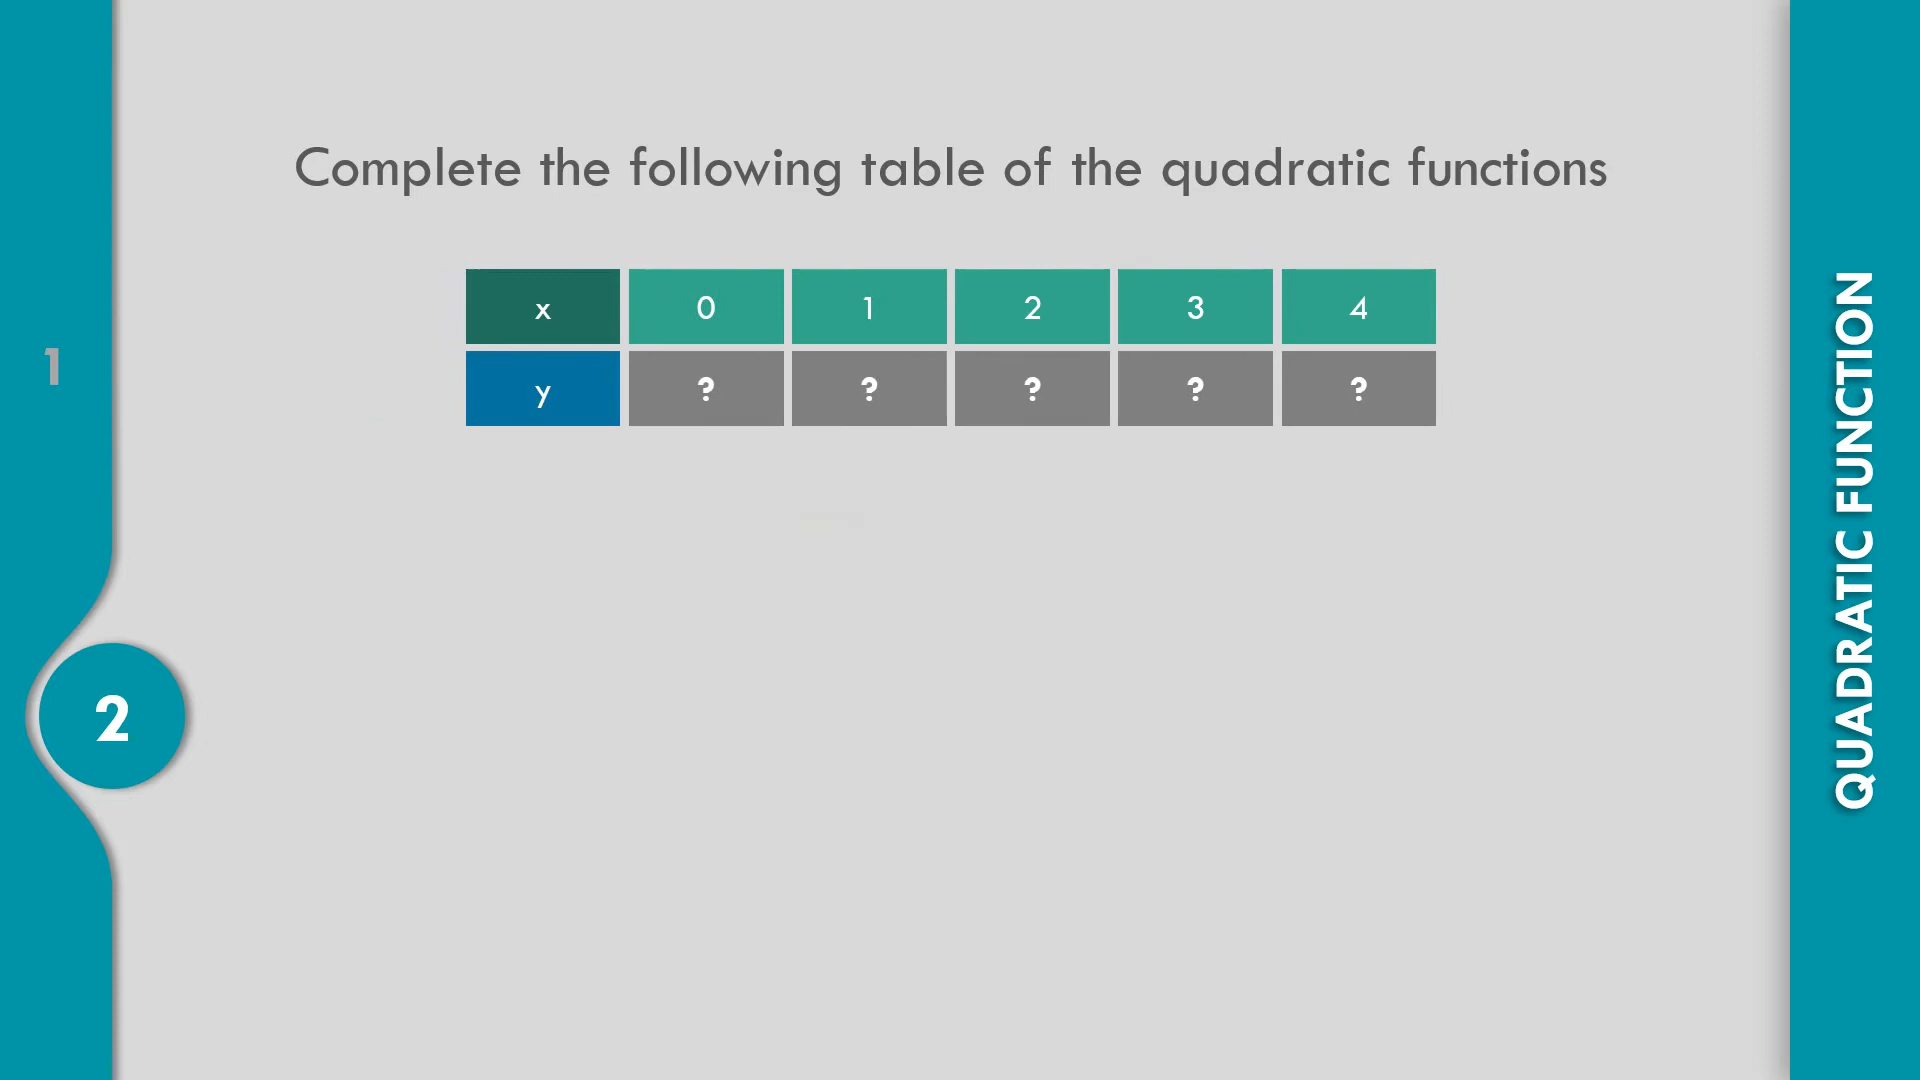 Complete the following table of the quadratic functions
x 0 1 2 3 4
y ? ? ? ? ?
1
2
QUADRATIC FUNCTION